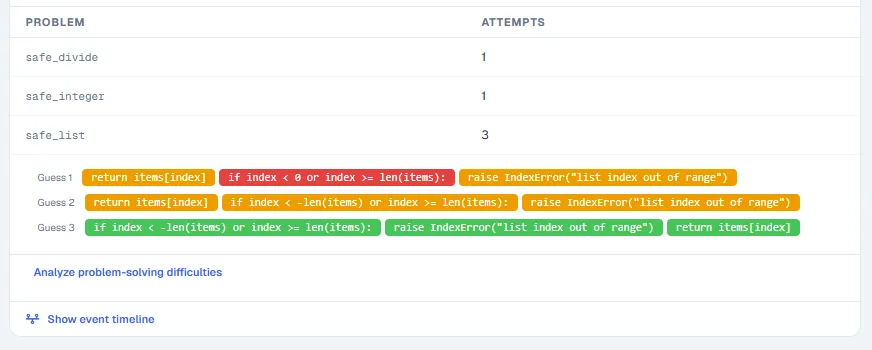 PROBLEM ATTEMPTS
safe_divide 1
safe_integer 1
safe_list 3
Guess 1 return items[index] if index < 0 or index >= len(items): raise IndexError("list index out of range")
Guess 2 return items[index] if index < -len(items) or index >= len(items): raise IndexError("list index out of range")
Guess 3 if index < -len(items) or index >= len(items): raise IndexError("list index out of range") return items[index]
Analyze problem-solving difficulties
Show event timeline